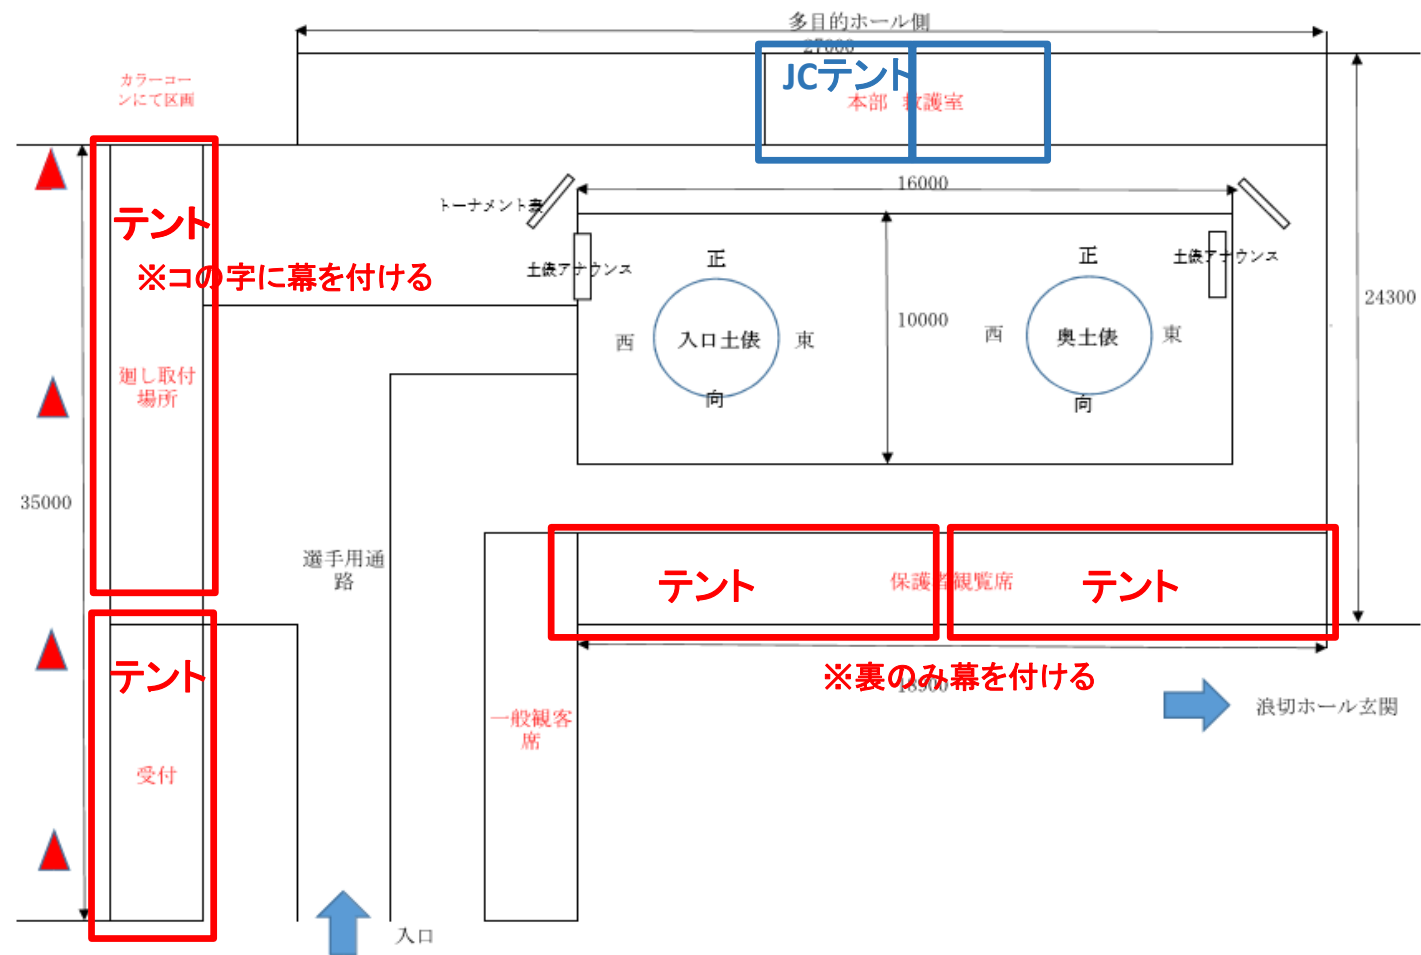 多目的ホール側
27000
カラーコー
ンにて区画
JCテント
本部 救護室
16000
トーナメント表
テント
※コの字に幕を付ける
土俵アナウンス
正
西
入口土俵
東
向
10000
土俵アナウンス
正
西
奥土俵
東
向
24300
廻し取付
場所
35000
選手用通
路
テント
保護者観覧席
テント
※裏のみ幕を付ける
18900
テント
受付
一般観客
席
浪切ホール玄関
入口